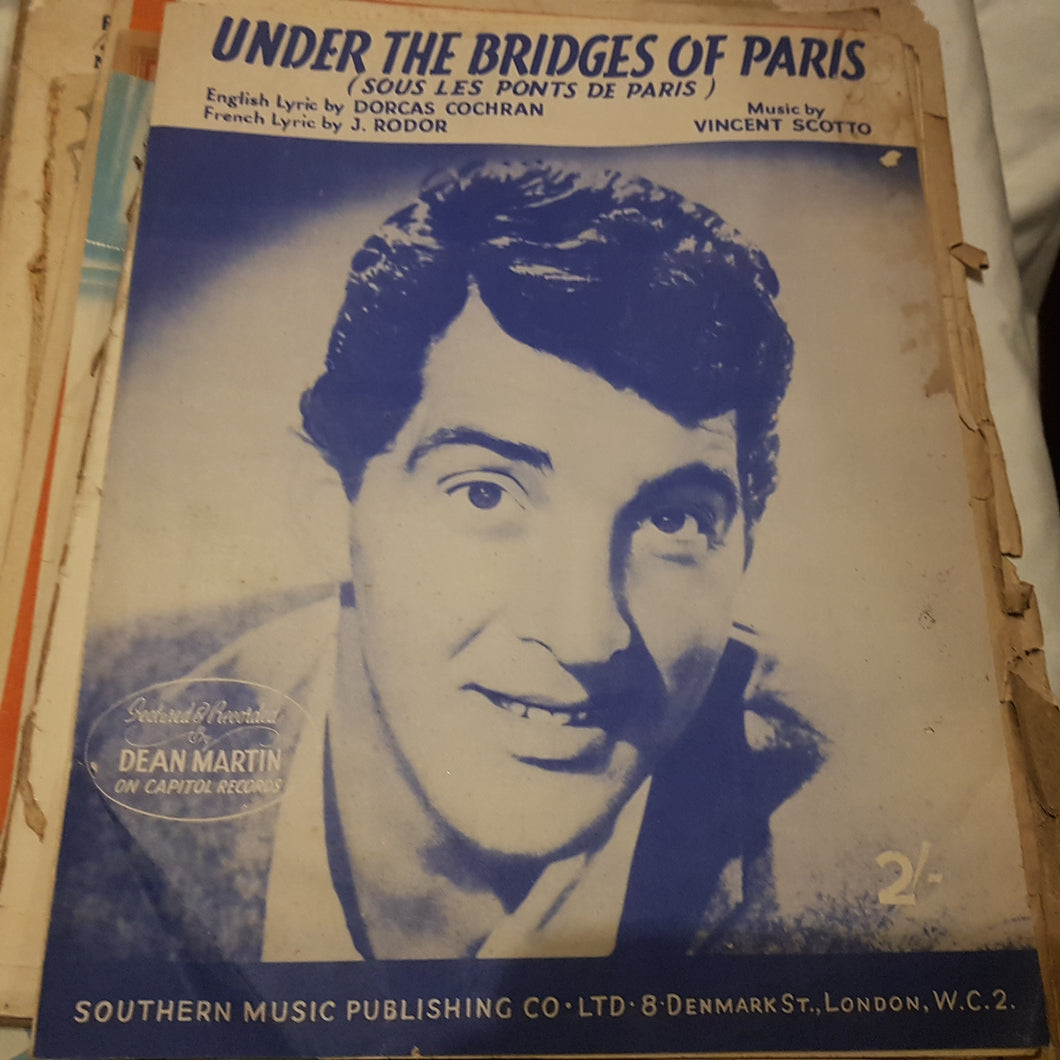 UNDER THE BRIDGES OF PARIS
(SOUS LES PONTS DE PARIS)
English Lyric by DORCAS COCHRAN
French Lyric by J. RODOR
Music by
VINCENT SCOTTO
Featured & Recorded
By
DEAN MARTIN
ON CAPITOL RECORDS
2/-
SOUTHERN MUSIC PUBLISHING CO·LTD·8·DENMARK ST., LONDON, W.C.2.